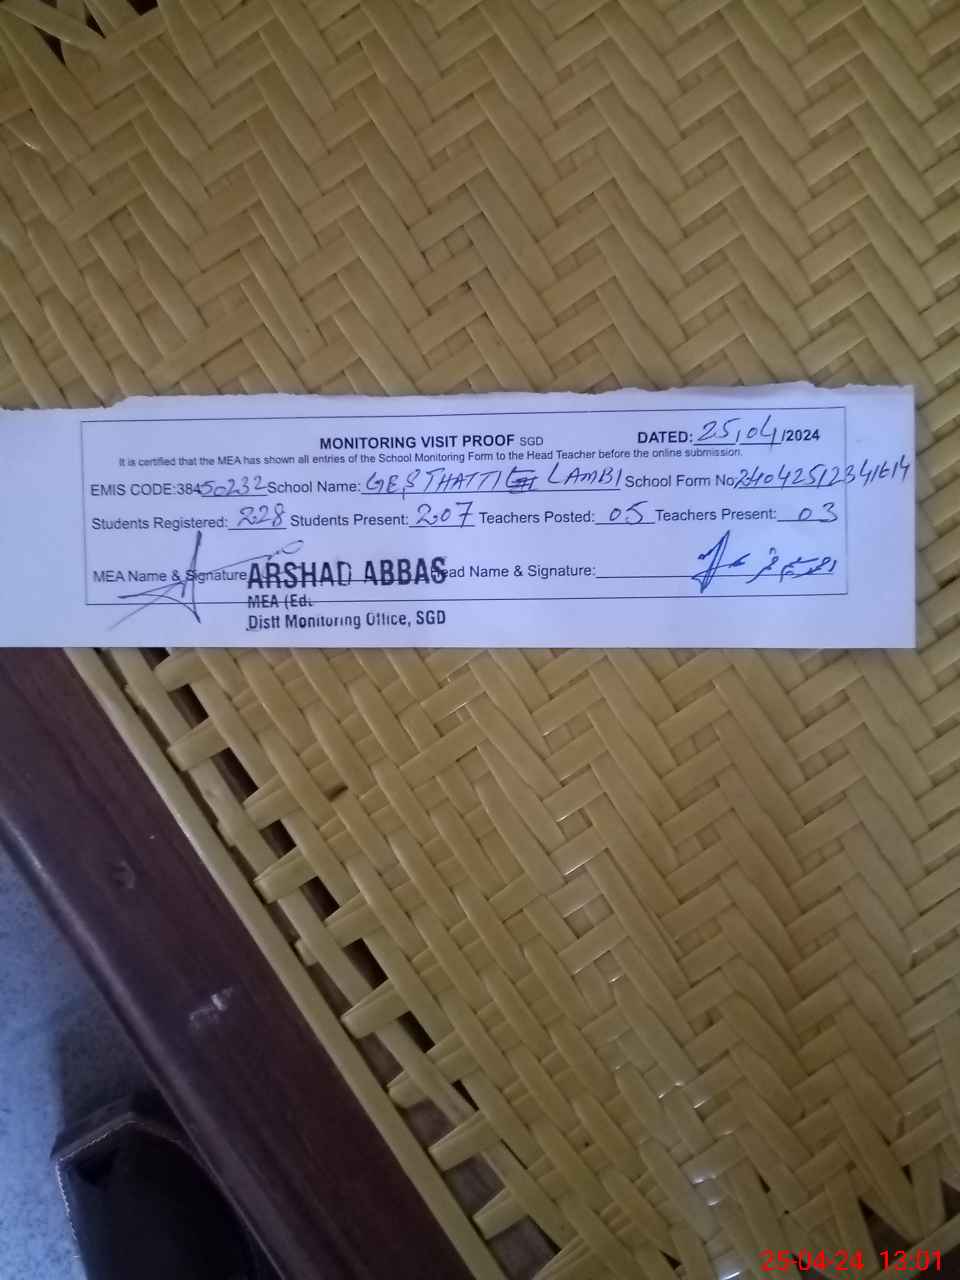 MONITORING VISIT PROOF SGD DATED: 25/04/2024
It is certified that the MEA has shown all entries of the School Monitoring Form to the Head Teacher before the online submission.
EMIS CODE:38450232 School Name: GES THATTI LAMBI School Form No
Students Registered: 228 Students Present: 207 Teachers Posted: 05 Teachers Present: 03
MEA Name & Signature ARSHAD ABBAS ead Name & Signature:
MEA (Ed.
Distt Monitoring Office, SGD
25-04-24 13:01